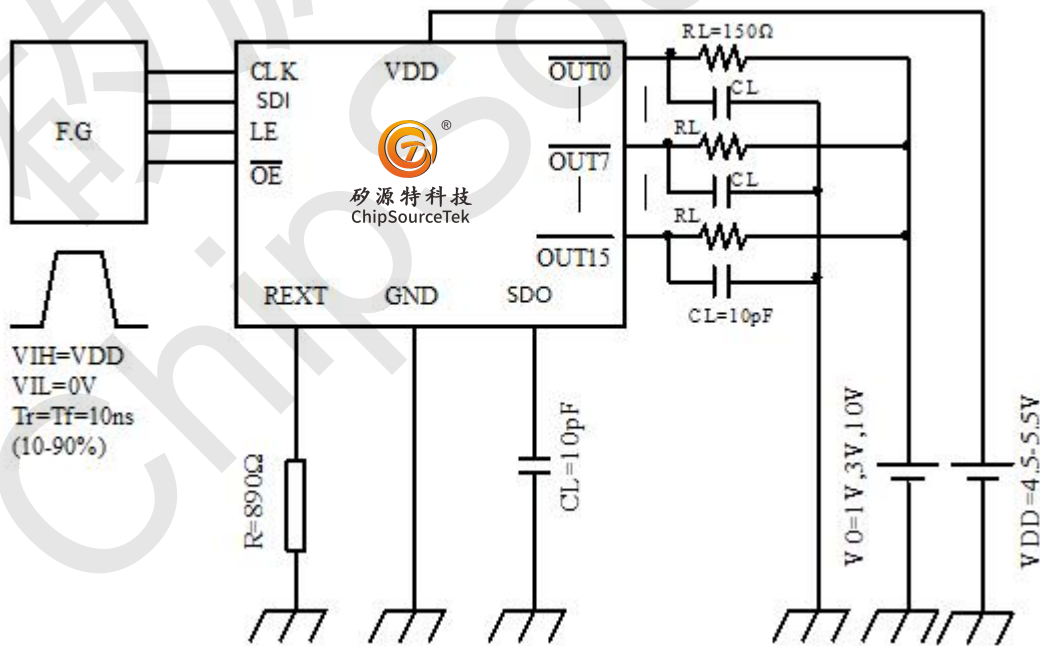 RL=150Ω
CLK
VDD
OUT0
SDI
CL
F.G
LE
®
RL
OE
OUT7
矽源特科技
CL
ChipSourceTek
RL
OUT15
REXT
GND
SDO
CL=10pF
VIH=VDD
VIL=0V
Tr=Tf=10ns
(10-90%)
R=890Ω
CL=10pF
VO=1V,3V,10V
VDD=4.5-5.5V